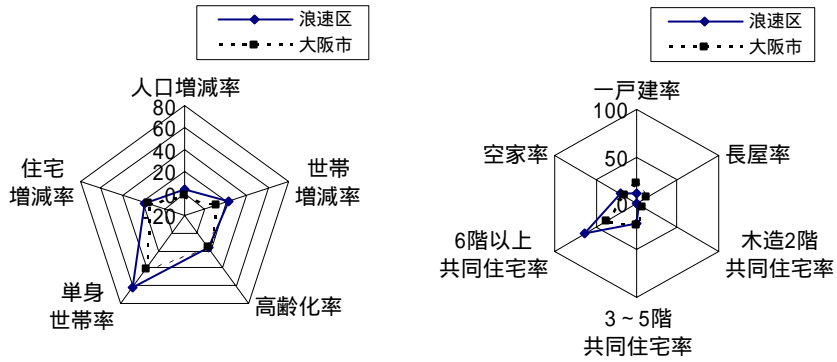 浪速区
大阪市
人口増減率
80
60
40
20
0
-20
世帯
増減率
高齢化率
単身
世帯率
住宅
増減率
浪速区
大阪市
一戸建率
100
50
0
長屋率
木造2階
共同住宅率
3～5階
共同住宅率
6階以上
共同住宅率
空家率